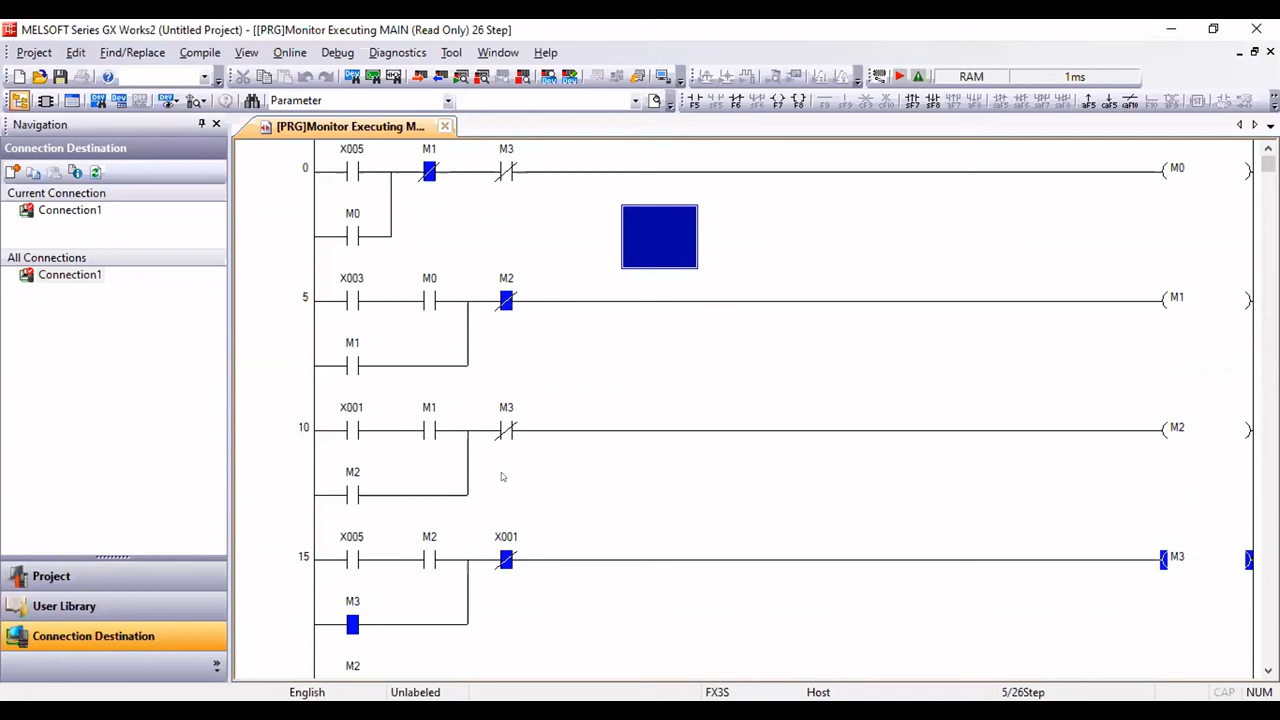 MELSOFT Series GX Works2 (Untitled Project) - [[PRG]Monitor Executing MAIN (Read Only) 26 Step]
Project Edit Find/Replace Compile View Online Debug Diagnostics Tool Window Help
RAM 1ms
Parameter
Navigation
[PRG]Monitor Executing M...
Connection Destination
Current Connection
Connection1
All Connections
Connection1
Project
User Library
Connection Destination
X005 M1 M3
0 M0
M0
X003 M0 M2
5 M1
M1
X001 M1 M3
10 M2
M2
X005 M2 X001
15 M3
M3
M2
English Unlabeled FX3S Host 5/26Step CAP NUM